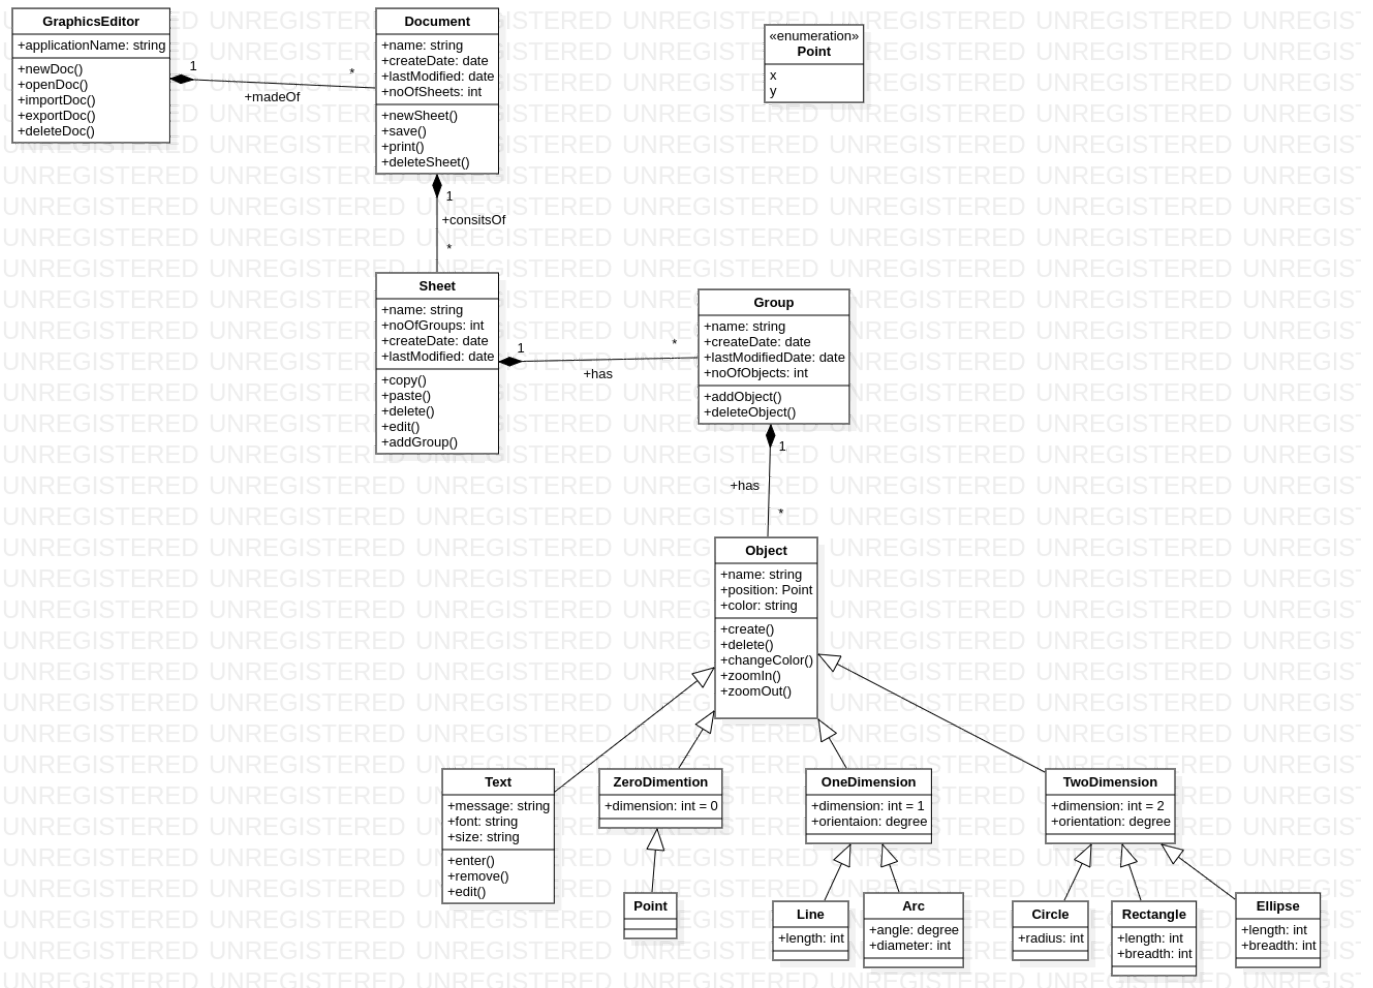 GraphicsEditor
+applicationName: string
+newDoc()
+openDoc()
+importDoc()
+exportDoc()
+deleteDoc()
1
*
+madeOf
Document
+name: string
+createDate: date
+lastModified: date
+noOfSheets: int
+newSheet()
+save()
+print()
+deleteSheet()
«enumeration»
Point
x
y
1
+consitsOf
*
Sheet
+name: string
+noOfGroups: int
+createDate: date
+lastModified: date
+copy()
+paste()
+delete()
+edit()
+addGroup()
1
*
+has
Group
+name: string
+createDate: date
+lastModifiedDate: date
+noOfObjects: int
+addObject()
+deleteObject()
1
+has
*
Object
+name: string
+position: Point
+color: string
+create()
+delete()
+changeColor()
+zoomIn()
+zoomOut()
Text
+message: string
+font: string
+size: string
+enter()
+remove()
+edit()
ZeroDimention
+dimension: int = 0
OneDimension
+dimension: int = 1
+orientaion: degree
TwoDimension
+dimension: int = 2
+orientation: degree
Point
Line
+length: int
Arc
+angle: degree
+diameter: int
Circle
+radius: int
Rectangle
+length: int
+breadth: int
Ellipse
+length: int
+breadth: int
UNREGISTERED